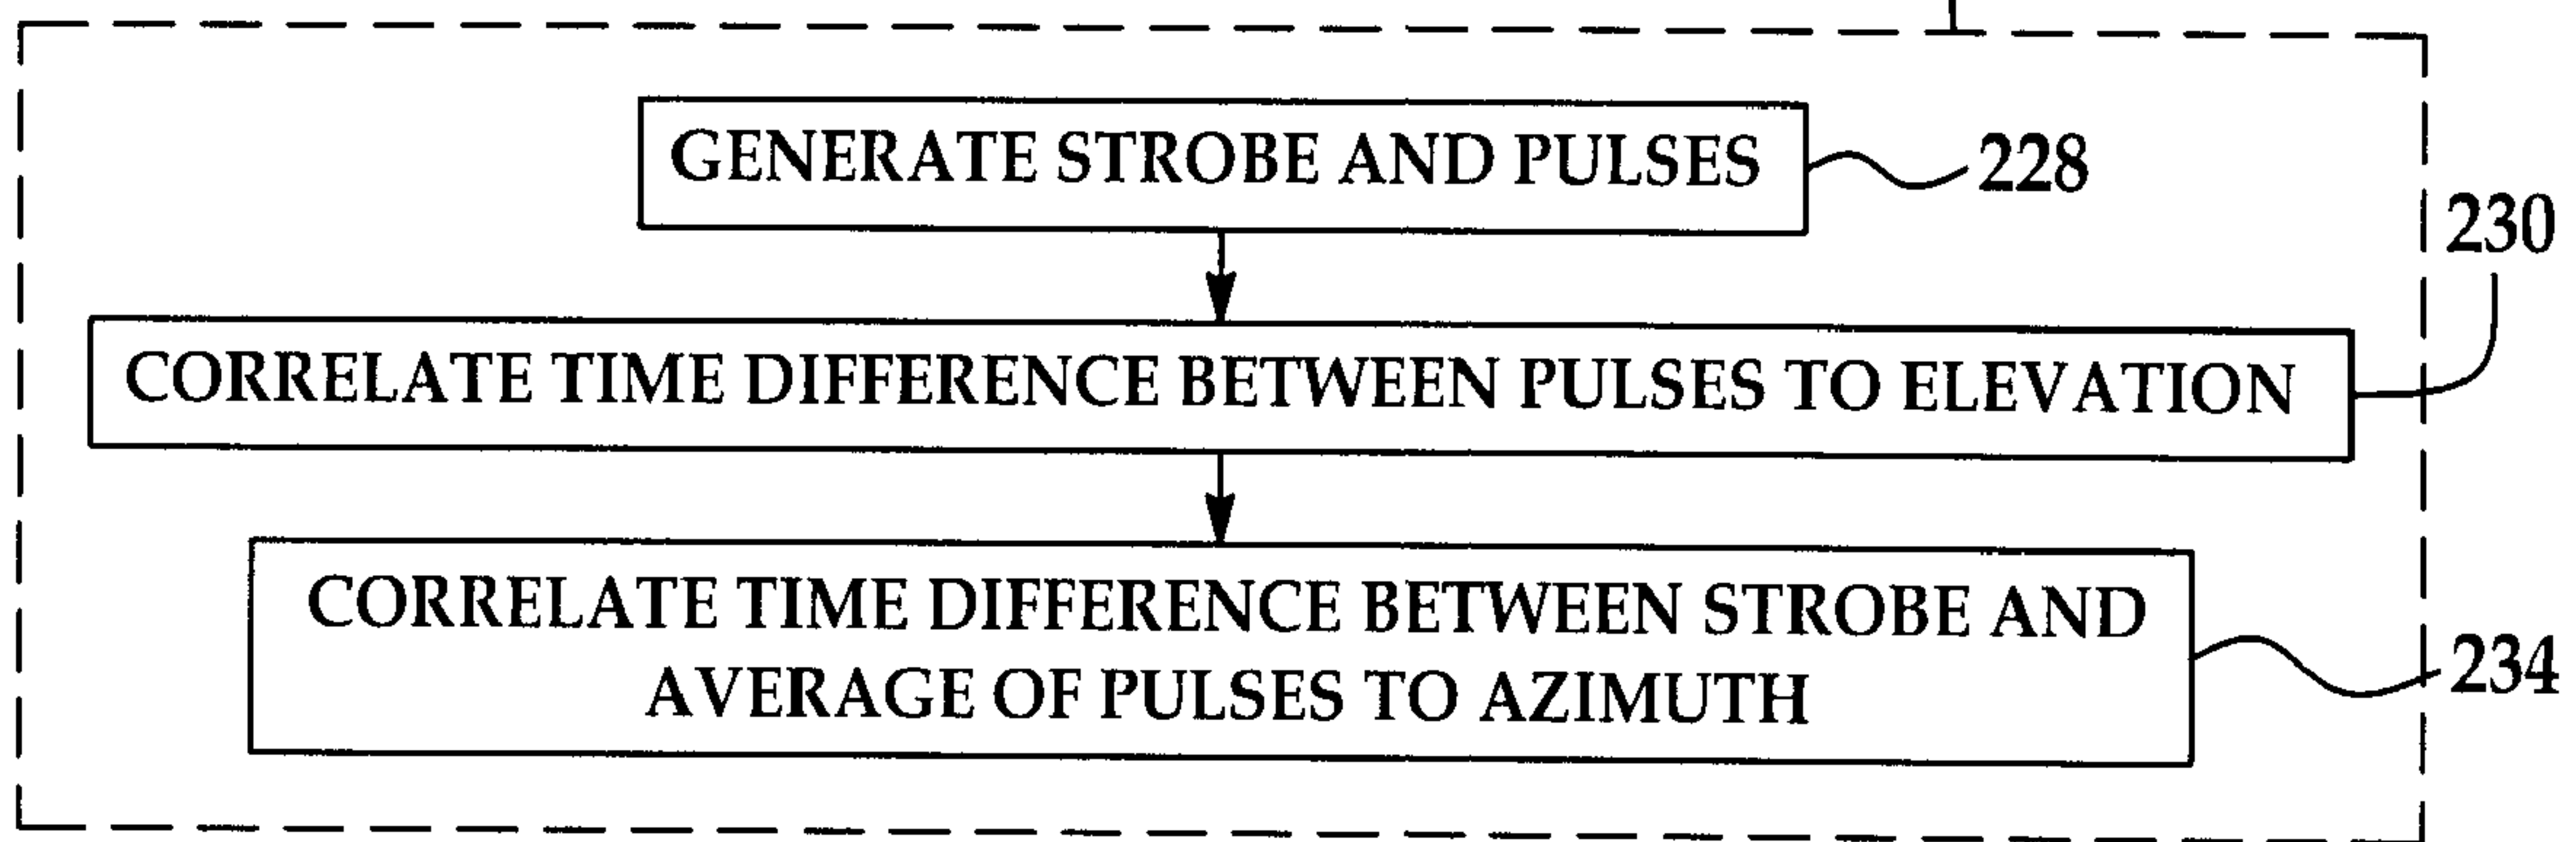 GENERATE STROBE AND PULSES
228
230
CORRELATE TIME DIFFERENCE BETWEEN PULSES TO ELEVATION
CORRELATE TIME DIFFERENCE BETWEEN STROBE AND
AVERAGE OF PULSES TO AZIMUTH
234